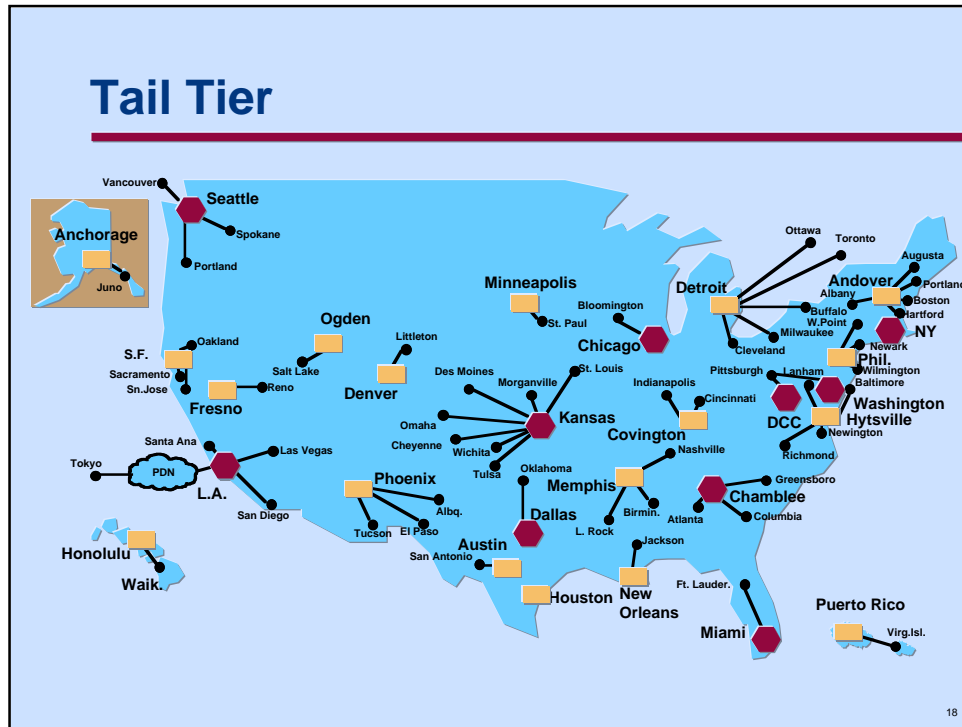 Tail Tier
Vancouver
Seattle
Spokane
Portland
Anchorage
Juno
Ottawa
Toronto
Augusta
Andover
Portland
Albany
Boston
Hartford
Buffalo
W.Point
NY
Detroit
Milwaukee
Cleveland
Newark
Phil.
Wilmington
Minneapolis
St. Paul
Bloomington
Chicago
Ogden
Salt Lake
Littleton
Denver
S.F.
Oakland
Sacramento
Sn.Jose
Fresno
Reno
Des Moines
Morganville
St. Louis
Kansas
Omaha
Cheyenne
Wichita
Tulsa
Indianapolis
Cincinnati
Covington
Pittsburgh
Lanham
Baltimore
DCC
Washington
Hytsville
Newington
Richmond
Santa Ana
Las Vegas
Tokyo
PDN
L.A.
San Diego
Phoenix
Albq.
Tucson
El Paso
Oklahoma
Dallas
Memphis
Nashville
Birmin.
L. Rock
Chamblee
Greensboro
Atlanta
Columbia
Honolulu
Waik.
San Antonio
Austin
Houston
Jackson
New
Orleans
Ft. Lauder.
Miami
Puerto Rico
Virg.Isl.
18